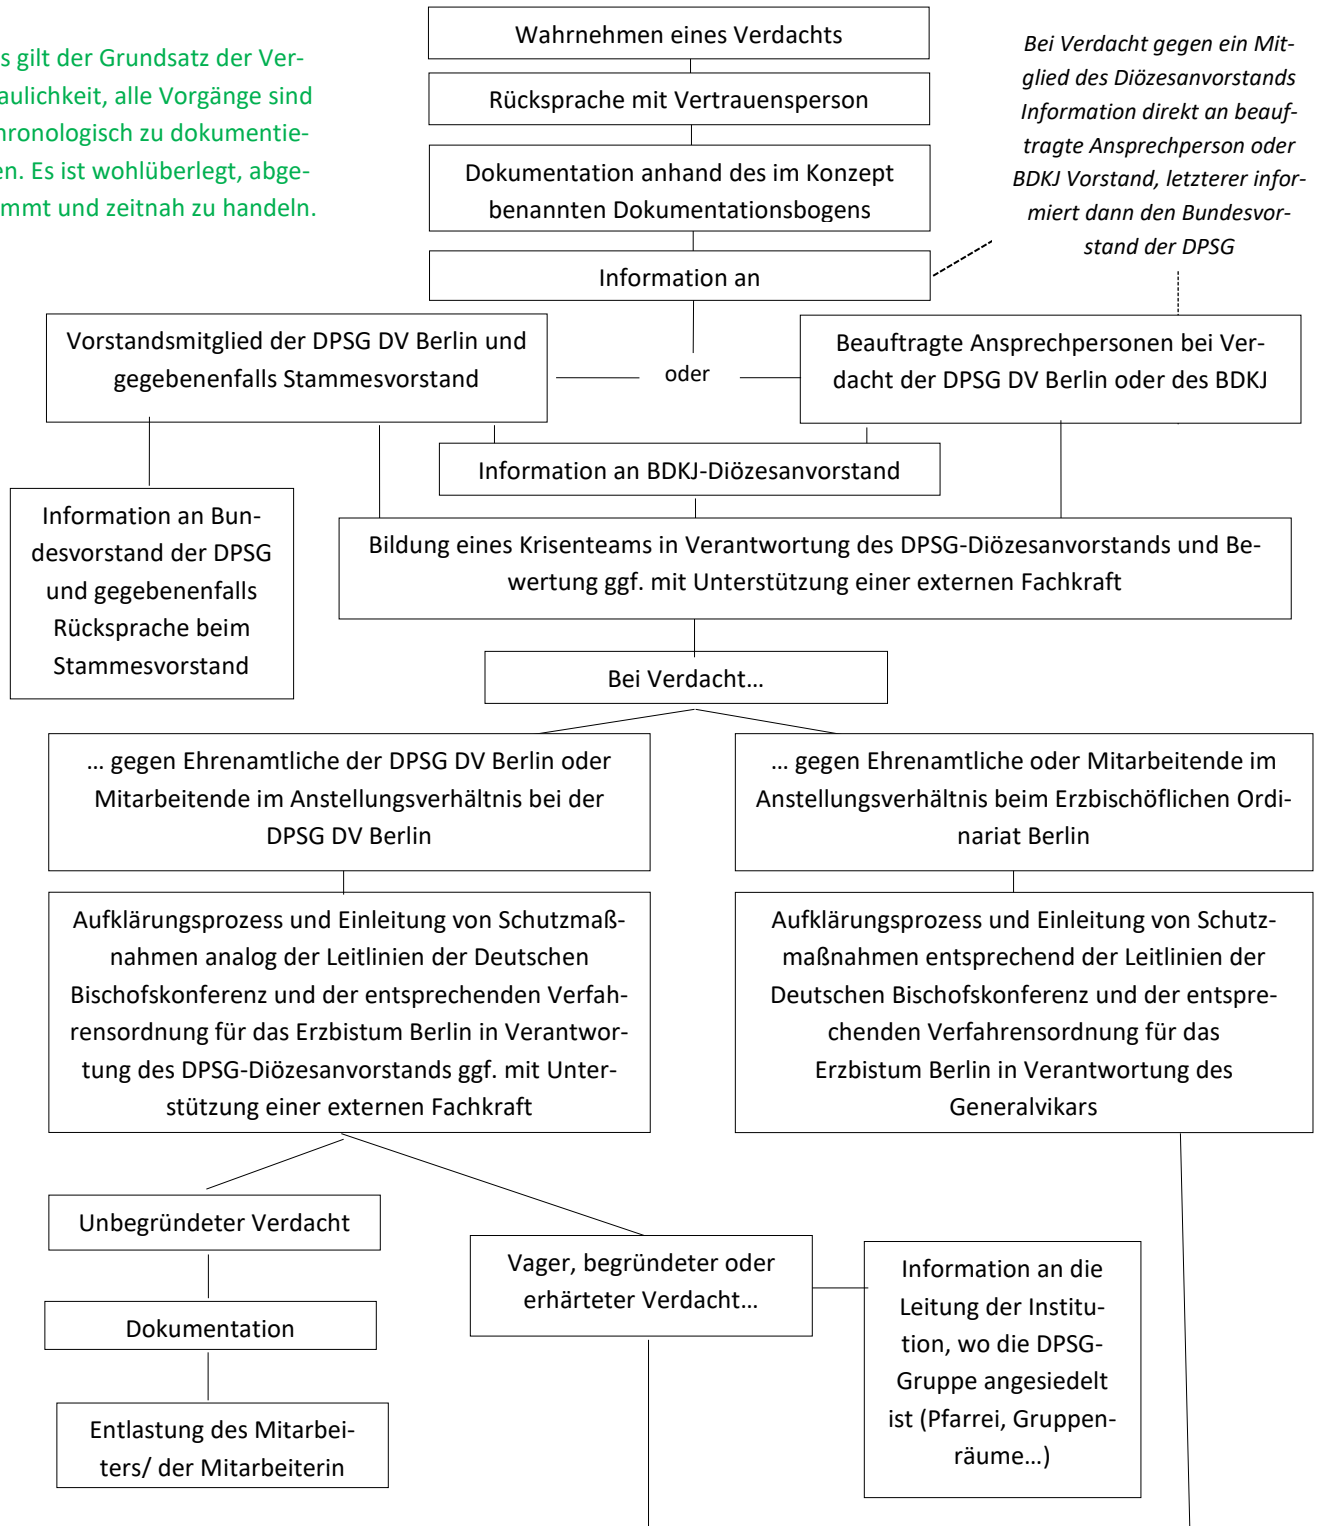 Wahrnehmen eines Verdachts
s gilt der Grundsatz der Ver-
aulichkeit, alle Vorgänge sind
hronologisch zu dokumentie-
en. Es ist wohlüberlegt, abge-
mmt und zeitnah zu handeln.
Bei Verdacht gegen ein Mit-
glied des Diözesanvorstands
Information direkt an beauf-
tragte Ansprechperson oder
BDKJ Vorstand, letzterer infor-
miert dann den Bundesvor-
stand der DPSG
Rücksprache mit Vertrauensperson
Dokumentation anhand des im Konzept
benannten Dokumentationsbogens
Information an
Vorstandsmitglied der DPSG DV Berlin und
gegebenenfalls Stammesvorstand
oder
Beauftragte Ansprechpersonen bei Ver-
dacht der DPSG DV Berlin oder des BDKJ
Information an BDKJ-Diözesanvorstand
Information an Bun-
desvorstand der DPSG
und gegebenenfalls
Rücksprache beim
Stammesvorstand
Bildung eines Krisenteams in Verantwortung des DPSG-Diözesanvorstands und Be-
wertung ggf. mit Unterstützung einer externen Fachkraft
Bei Verdacht…
… gegen Ehrenamtliche der DPSG DV Berlin oder
Mitarbeitende im Anstellungsverhältnis bei der
DPSG DV Berlin
… gegen Ehrenamtliche oder Mitarbeitende im
Anstellungsverhältnis beim Erzbischöflichen Ordi-
nariat Berlin
Aufklärungsprozess und Einleitung von Schutzmaß-
nahmen analog der Leitlinien der Deutschen
Bischofskonferenz und der entsprechenden Verfah-
rensordnung für das Erzbistum Berlin in Verantwor-
tung des DPSG-Diözesanvorstands ggf. mit Unter-
stützung einer externen Fachkraft
Aufklärungsprozess und Einleitung von Schutz-
maßnahmen entsprechend der Leitlinien der
Deutschen Bischofskonferenz und der entspre-
chenden Verfahrensordnung für das
Erzbistum Berlin in Verantwortung des
Generalvikars
Unbegründeter Verdacht
Dokumentation
Entlastung des Mitarbei-
ters/ der Mitarbeiterin
Vager, begründeter oder
erhärteter Verdacht…
Information an die
Leitung der Institu-
tion, wo die DPSG-
Gruppe angesiedelt
ist (Pfarrei, Gruppen-
räume…)